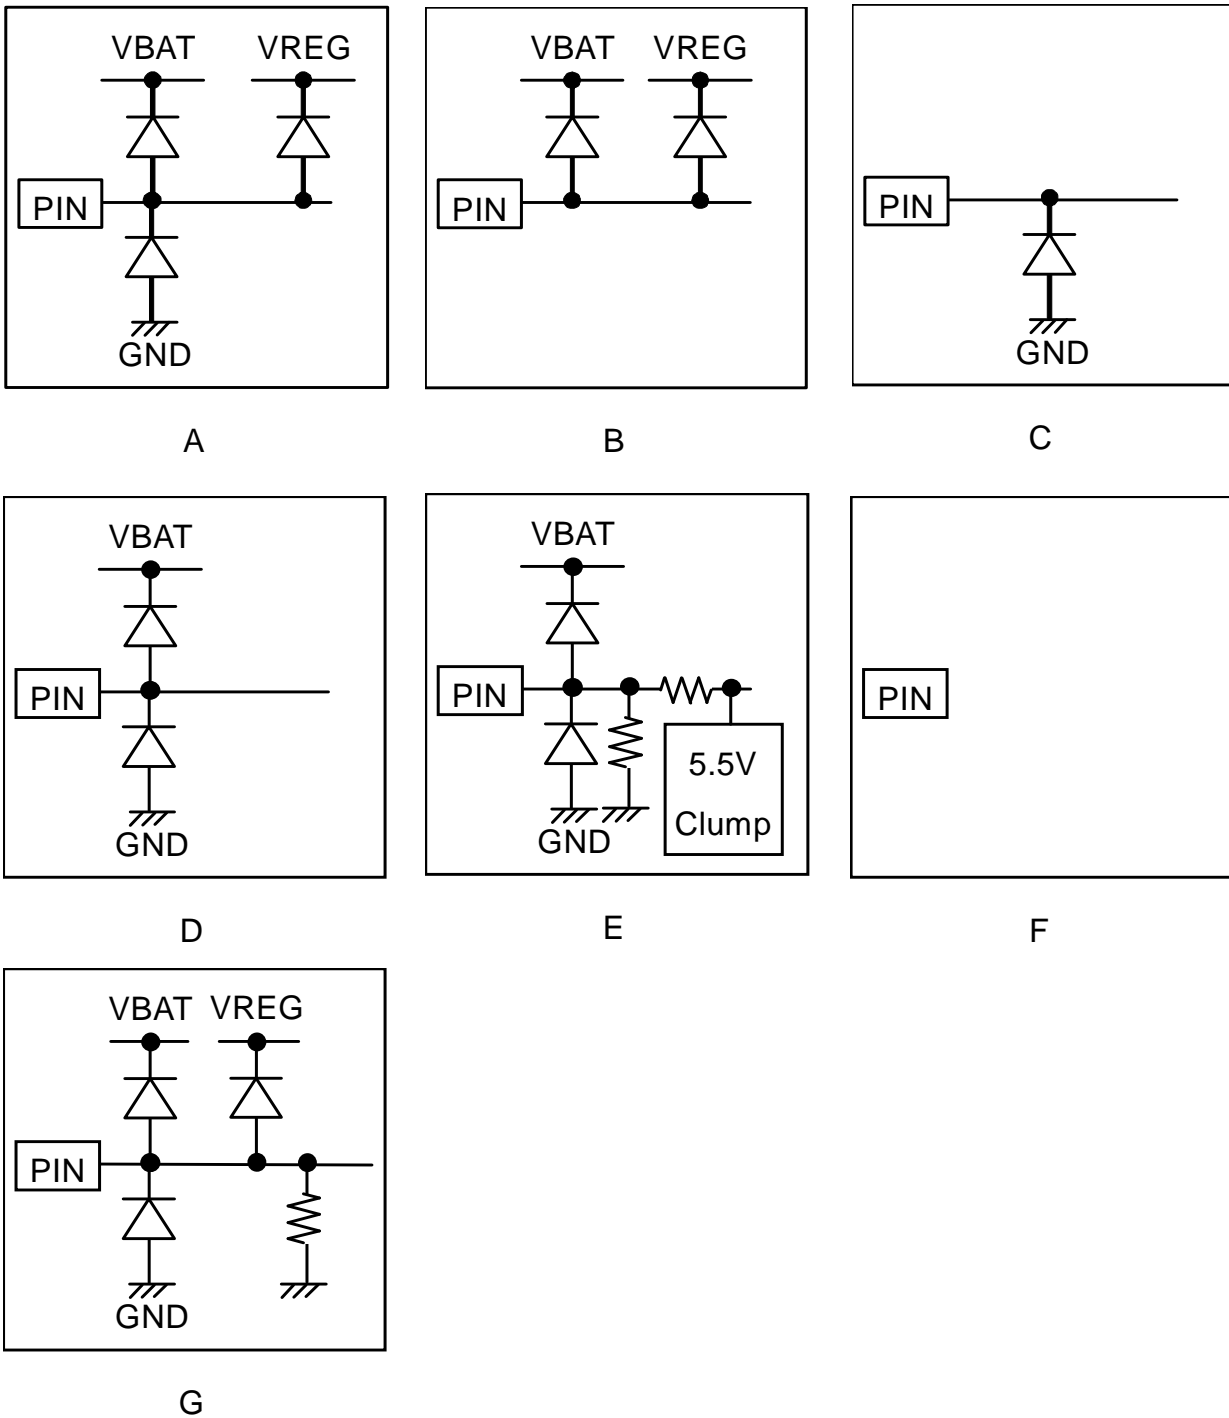 VBAT VREG
PIN
GND
A
VBAT VREG
PIN
B
PIN
GND
C
VBAT
PIN
GND
D
VBAT
PIN
5.5V
Clump
GND
E
PIN
F
VBAT VREG
PIN
GND
G